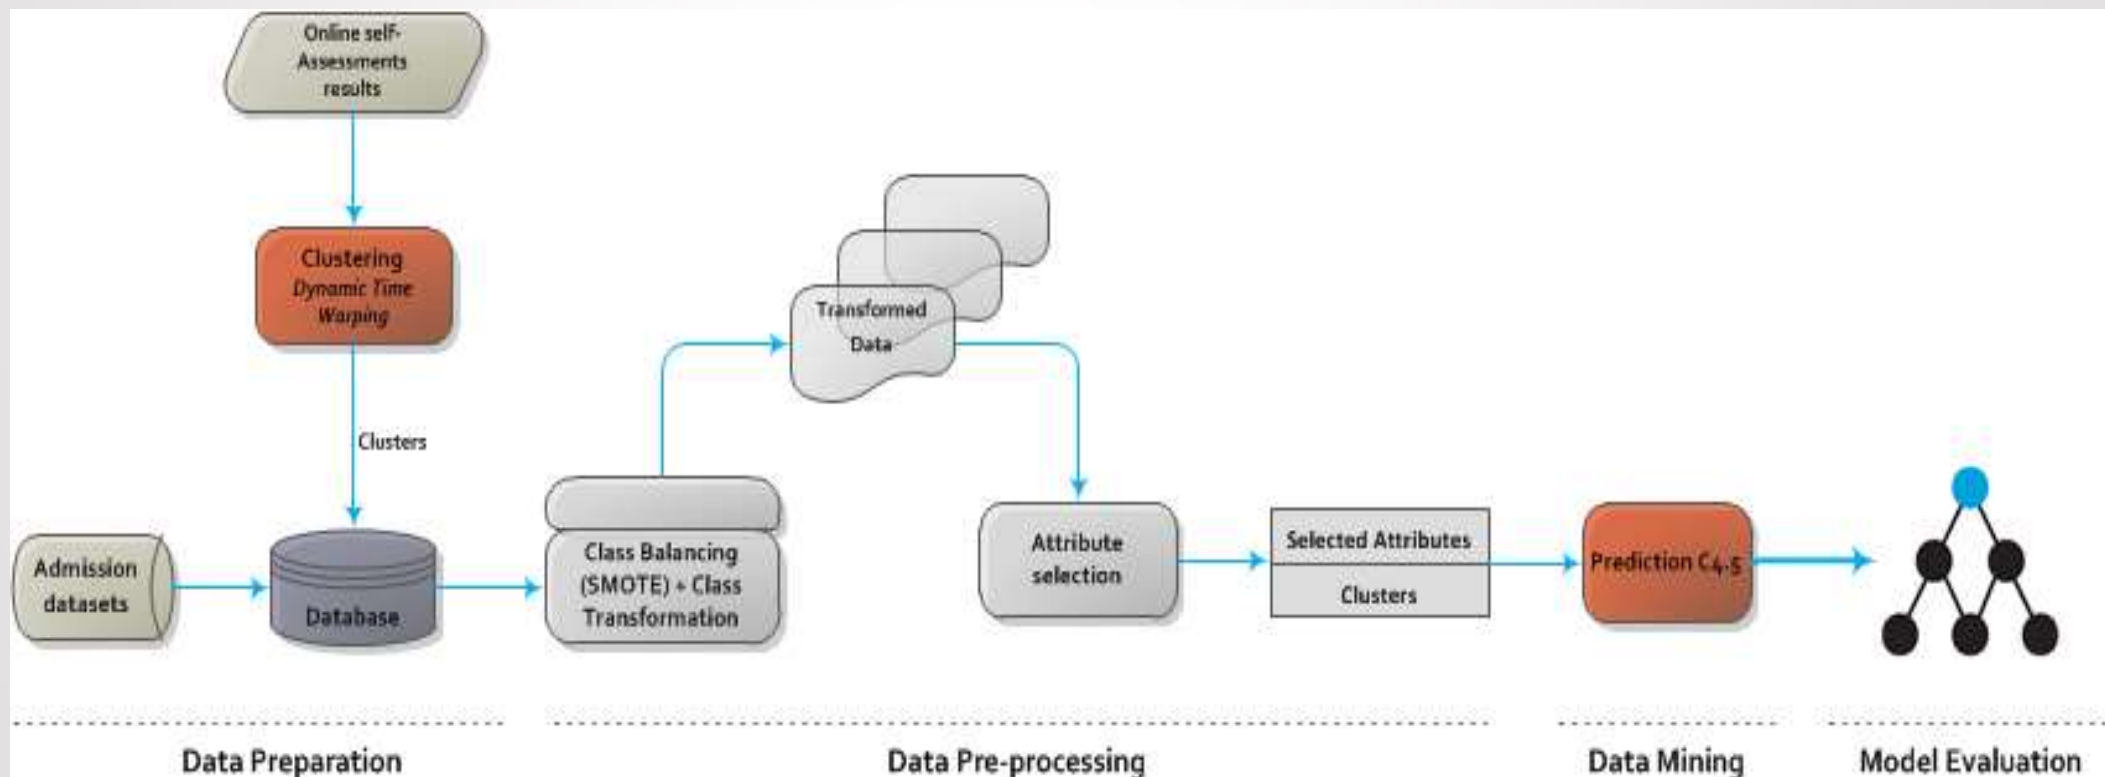 Online self-
Assessments
results
Clustering
Dynamic Time
Warping
Clusters
Admission
datasets
Database
Class Balancing
(SMOTE) + Class
Transformation
Transformed
Data
Attribute
selection
Selected Attributes
Clusters
Prediction C4.5
Data Preparation
Data Pre-processing
Data Mining
Model Evaluation